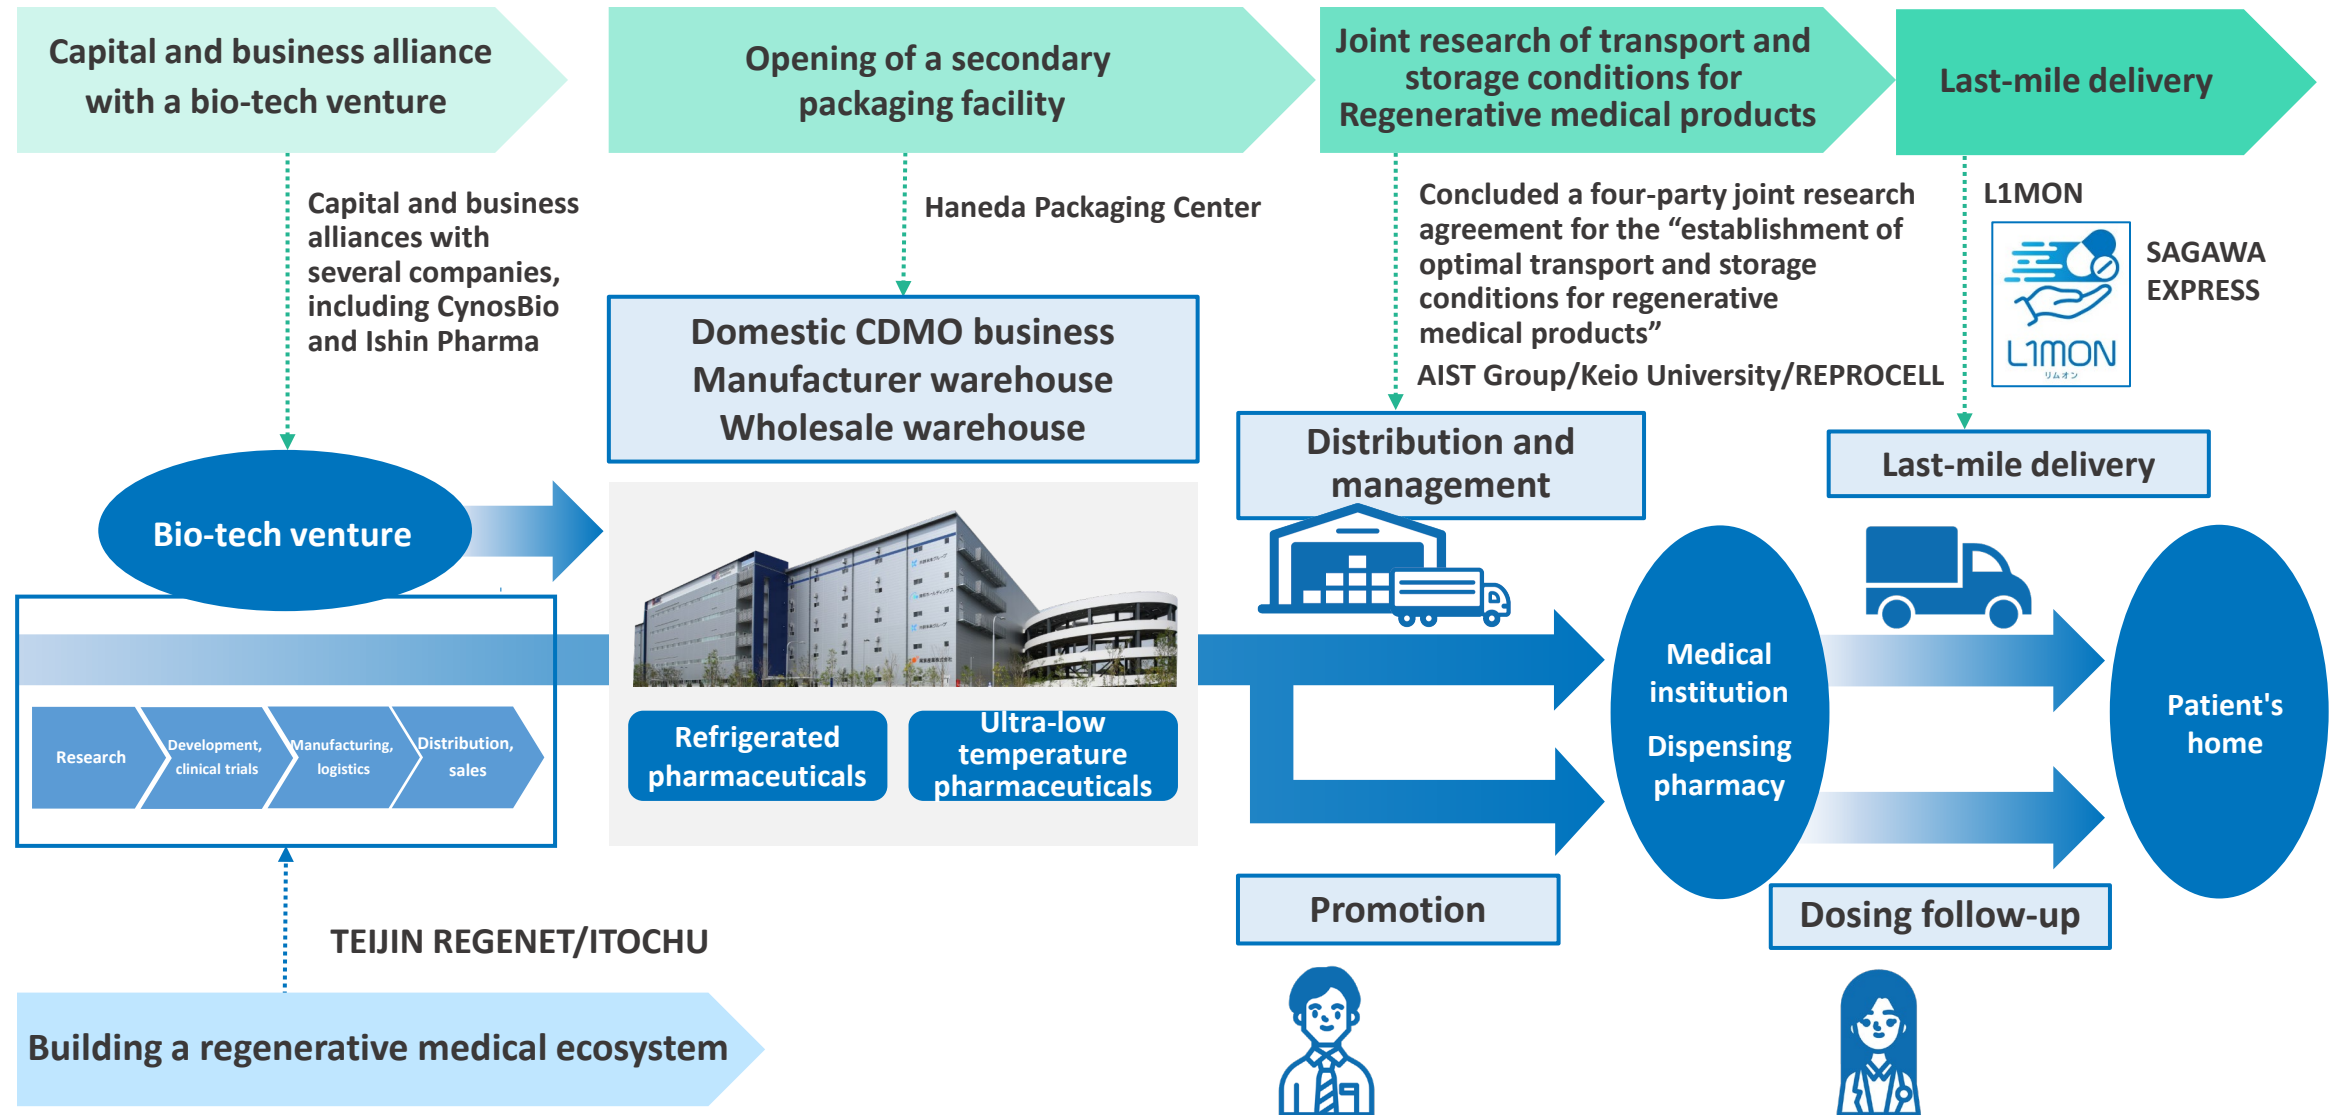 Capital and business alliance
with a bio-tech venture
Opening of a secondary
packaging facility
Joint research of transport and
storage conditions for
Regenerative medical products
Last-mile delivery
Capital and business
alliances with
several companies,
including CynosBio
and Ishin Pharma
Haneda Packaging Center
Concluded a four-party joint research
agreement for the “establishment of
optimal transport and storage
conditions for regenerative
medical products”
AIST Group/Keio University/REPROCELL
L1MON
L1MON
リムオン
SAGAWA
EXPRESS
Domestic CDMO business
Manufacturer warehouse
Wholesale warehouse
Distribution and
management
Last-mile delivery
Bio-tech venture
Research
Development,
clinical trials
Manufacturing,
logistics
Distribution,
sales
Refrigerated
pharmaceuticals
Ultra-low
temperature
pharmaceuticals
Medical
institution
Dispensing
pharmacy
Patient's
home
Promotion
Dosing follow-up
TEIJIN REGENET/ITOCHU
Building a regenerative medical ecosystem